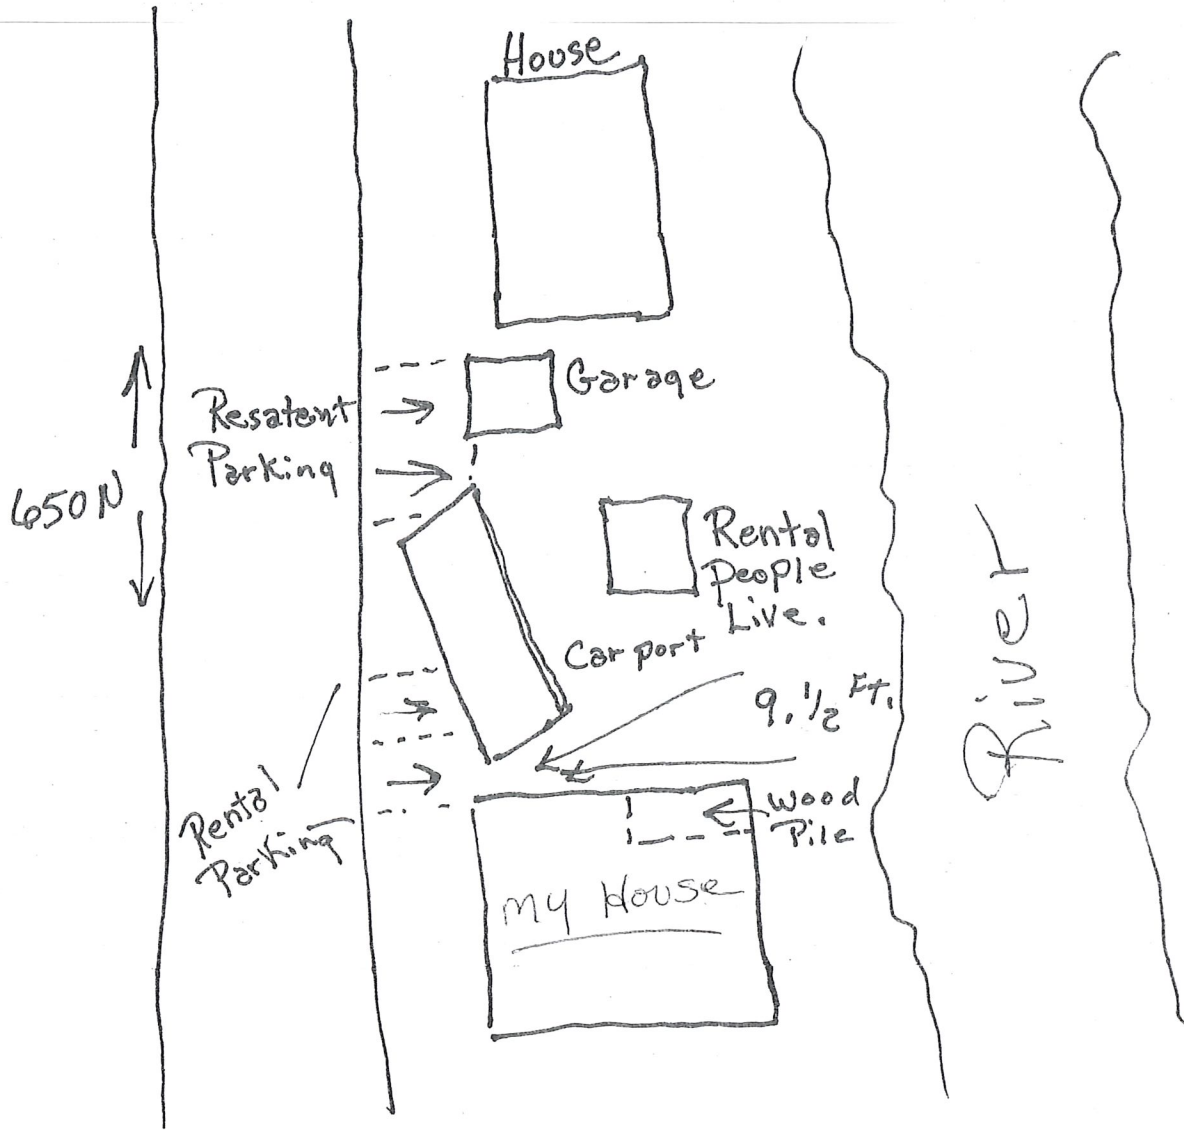 House
Garage
Resatent
Parking
650 N
Rental
People
Live.
Carport
9. 1/2 Ft.
River
Rental
Parking
Wood
Pile
My House